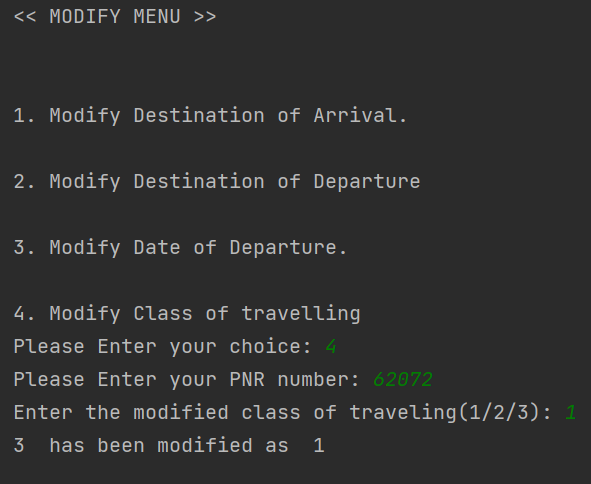 << MODIFY MENU >>
1. Modify Destination of Arrival.
2. Modify Destination of Departure
3. Modify Date of Departure.
4. Modify Class of travelling
Please Enter your choice: 4
Please Enter your PNR number: 62072
Enter the modified class of traveling(1/2/3): 1
3  has been modified as  1